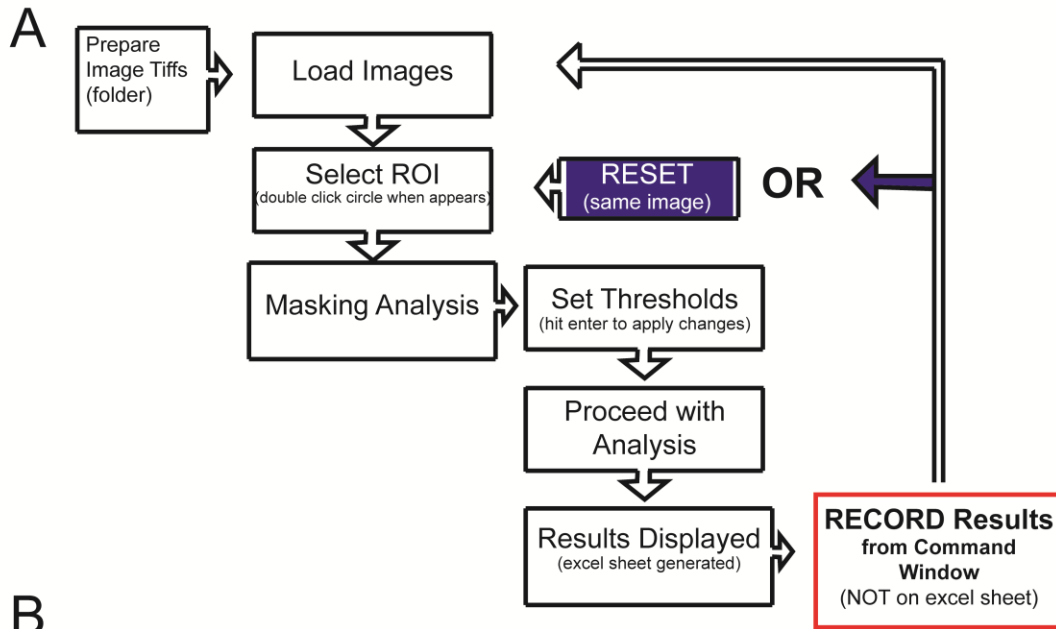 A
Prepare
Image Tiffs
(folder)
Load Images
Select ROI
(double click circle when appears)
RESET
(same image)
OR
Masking Analysis
Set Thresholds
(hit enter to apply changes)
Proceed with
Analysis
Results Displayed
(excel sheet generated)
RECORD Results
from Command
Window
(NOT on excel sheet)
B